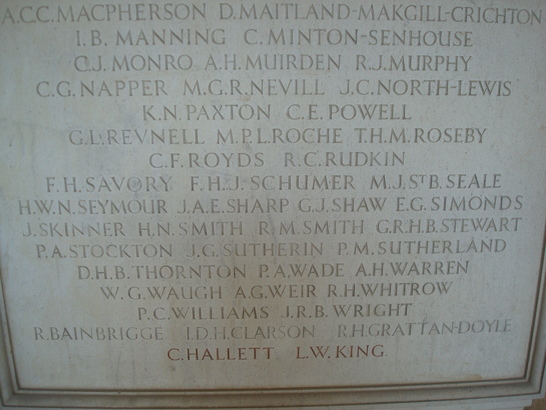 A.C.C.MACPHERSON D.MAITLAND-MAKGILL-CRICHTON
I.B. MANNING C.MINTON-SENHOUSE
C.J.MONRO A.H.MUIRDEN R.J.MURPHY
C.G.NAPPER M.G.R.NEVILL J.C.NORTH-LEWIS
K.N.PAXTON C.E.POWELL
G.L.REVNELL M.P.L.ROCHE T.H.M.ROSEBY
C.F.ROYDS R.C.RUDKIN
F.H.SAVORY F.H.J.SCHUMER M.J.ST B.SEALE
H.W.N.SEYMOUR J.A.E.SHARP G.J.SHAW E.G.SIMONDS
J.SKINNER H.N.SMITH R.M.SMITH G.R.H.B.STEWART
P.A.STOCKTON J.G.SUTHERIN P.M.SUTHERLAND
D.H.B.THORNTON P.A.WADE A.H.WARREN
W.G.WAUGH A.G.WEIR R.H.WHITROW
P.C.WILLIAMS J.R.B.WRIGHT
R.BAINBRIGGE I.D.H.CLARSON R.H.GRATTAN-DOYLE
C.HALLETT L.W.KING.